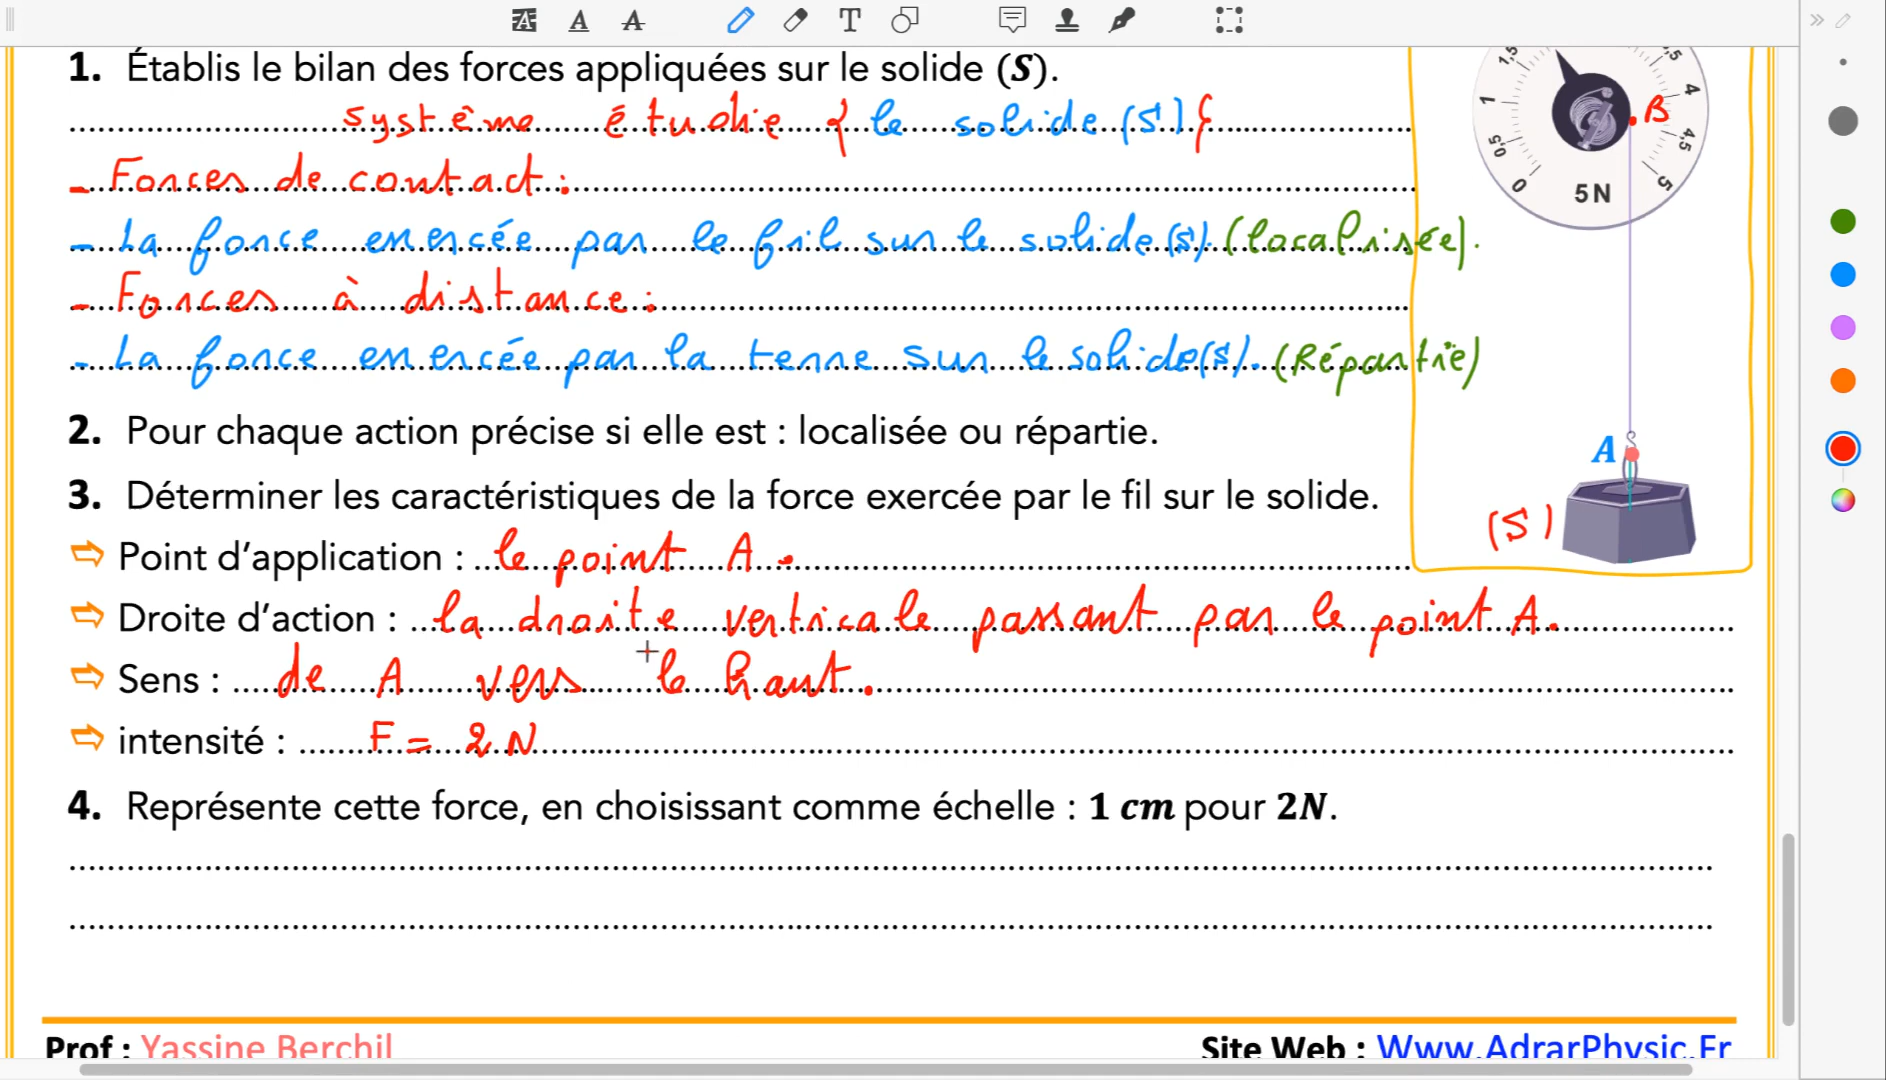 1. Établis le bilan des forces appliquées sur le solide (S).
système étudie { le solide (S) }
- Forces de contact :
- La force exercée par le fil sur le solide (S). (localisée).
- Forces à distance :
- La force exercée par la terre sur le solide (S). (Répartie)
2. Pour chaque action précise si elle est : localisée ou répartie.
3. Déterminer les caractéristiques de la force exercée par le fil sur le solide.
⇨ Point d’application : le point A.
⇨ Droite d’action : la droite verticale passant par le point A.
⇨ Sens : de A vers le haut.
⇨ intensité : F = 2 N
4. Représente cette force, en choisissant comme échelle : 1 cm pour 2N.
0
0,5
1
1,5
3,5
4
4,5
5
5 N
B
A
(S)
Prof : Yassine Berchil
Site Web : Www.AdrarPhysic.Fr